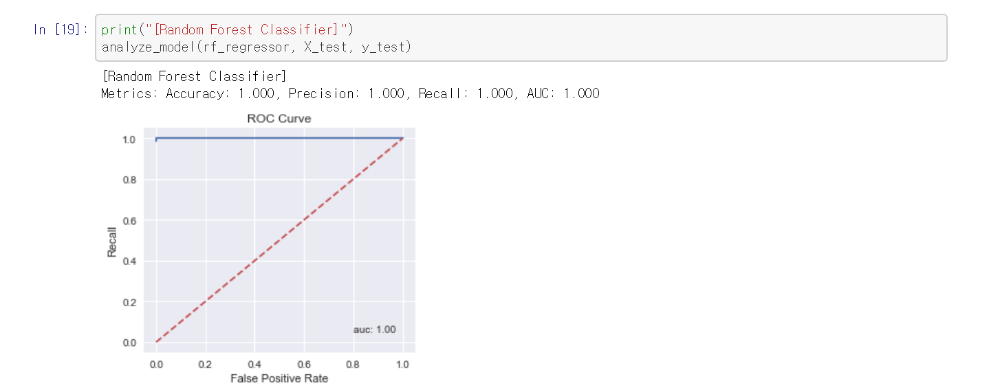 In [19]:
print("[Random Forest Classifier]")
analyze_model(rf_regressor, X_test, y_test)
[Random Forest Classifier]
Metrics: Accuracy: 1.000, Precision: 1.000, Recall: 1.000, AUC: 1.000
ROC Curve
1.0
0.8
0.6
0.4
0.2
0.0
Recall
auc: 1.00
0.0 0.2 0.4 0.6 0.8 1.0
False Positive Rate